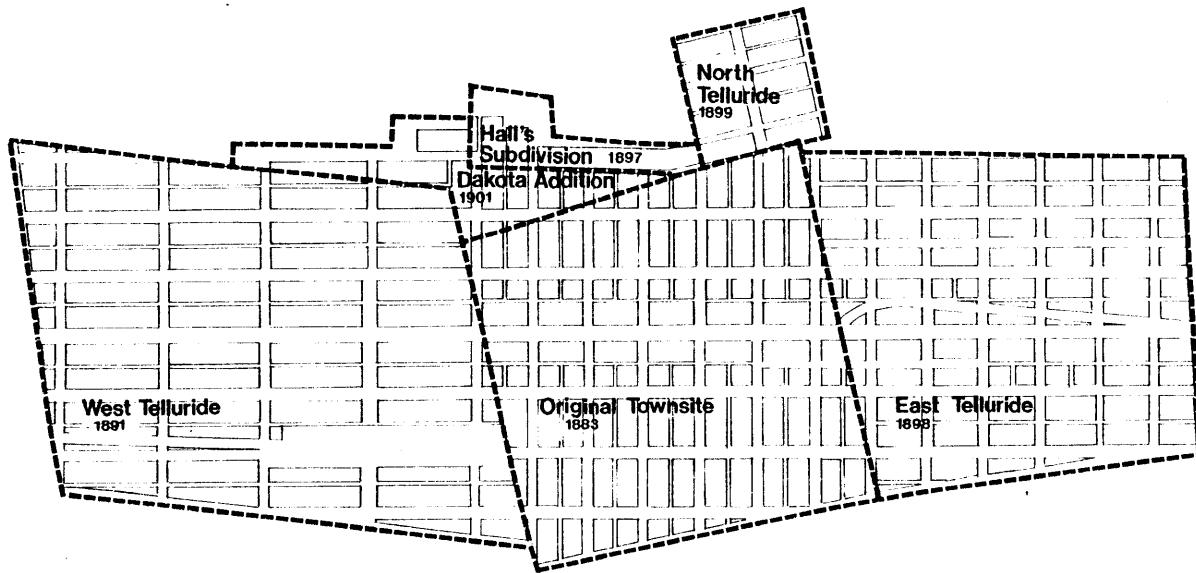 North
Telluride
1899
Hall's
Subdivision 1897
Dakota Addition
1901
West Telluride
1891
Original Townsite
1883
East Telluride
1898